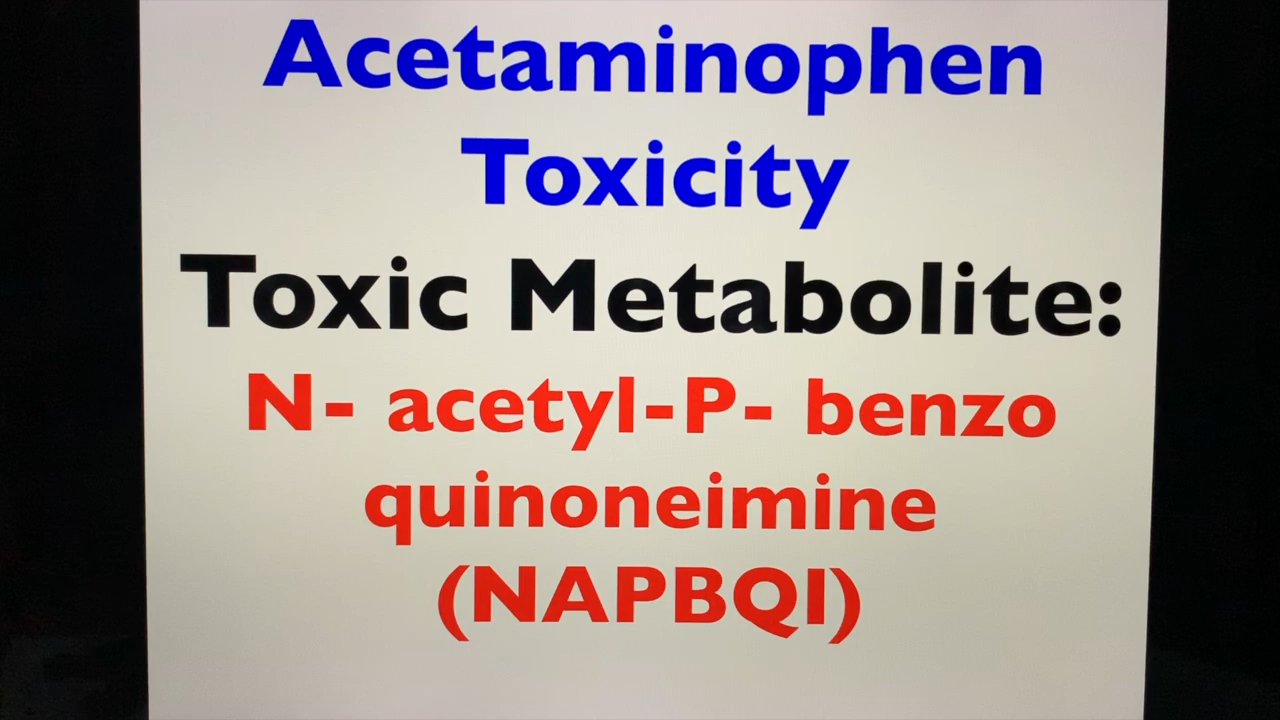 Acetaminophen
Toxicity
Toxic Metabolite:
N- acetyl-P- benzo
quinoneimine
(NAPBQI)